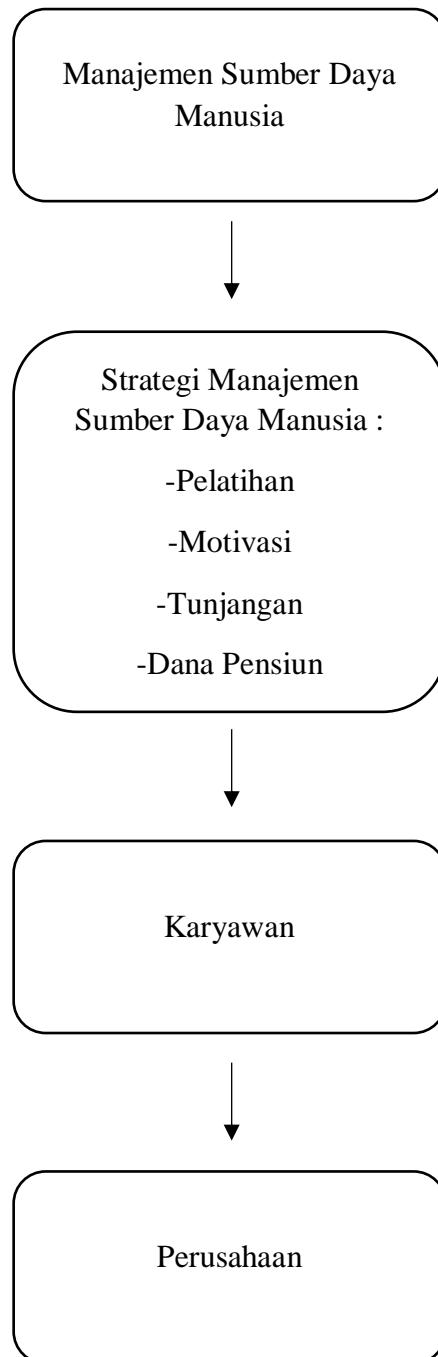 Manajemen Sumber Daya
Manusia
Strategi Manajemen
Sumber Daya Manusia :
-Pelatihan
-Motivasi
-Tunjangan
-Dana Pensiun
Karyawan
Perusahaan